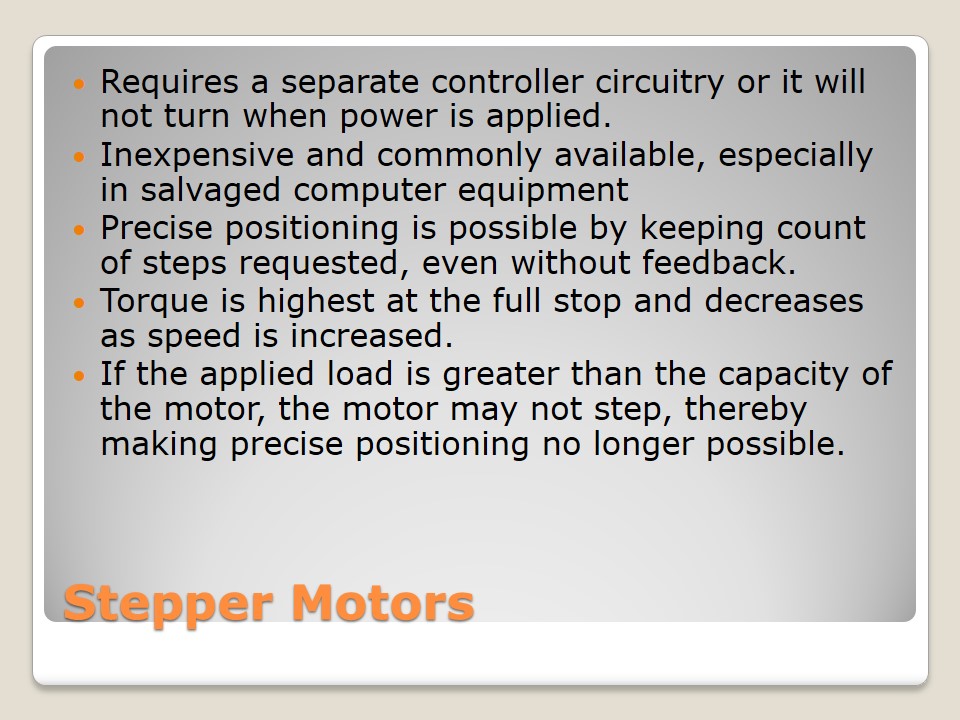 Requires a separate controller circuitry or it will
not turn when power is applied.
Inexpensive and commonly available, especially
in salvaged computer equipment
Precise positioning is possible by keeping count
of steps requested, even without feedback.
Torque is highest at the full stop and decreases
as speed is increased.
If the applied load is greater than the capacity of
the motor, the motor may not step, thereby
making precise positioning no longer possible.
Stepper Motors